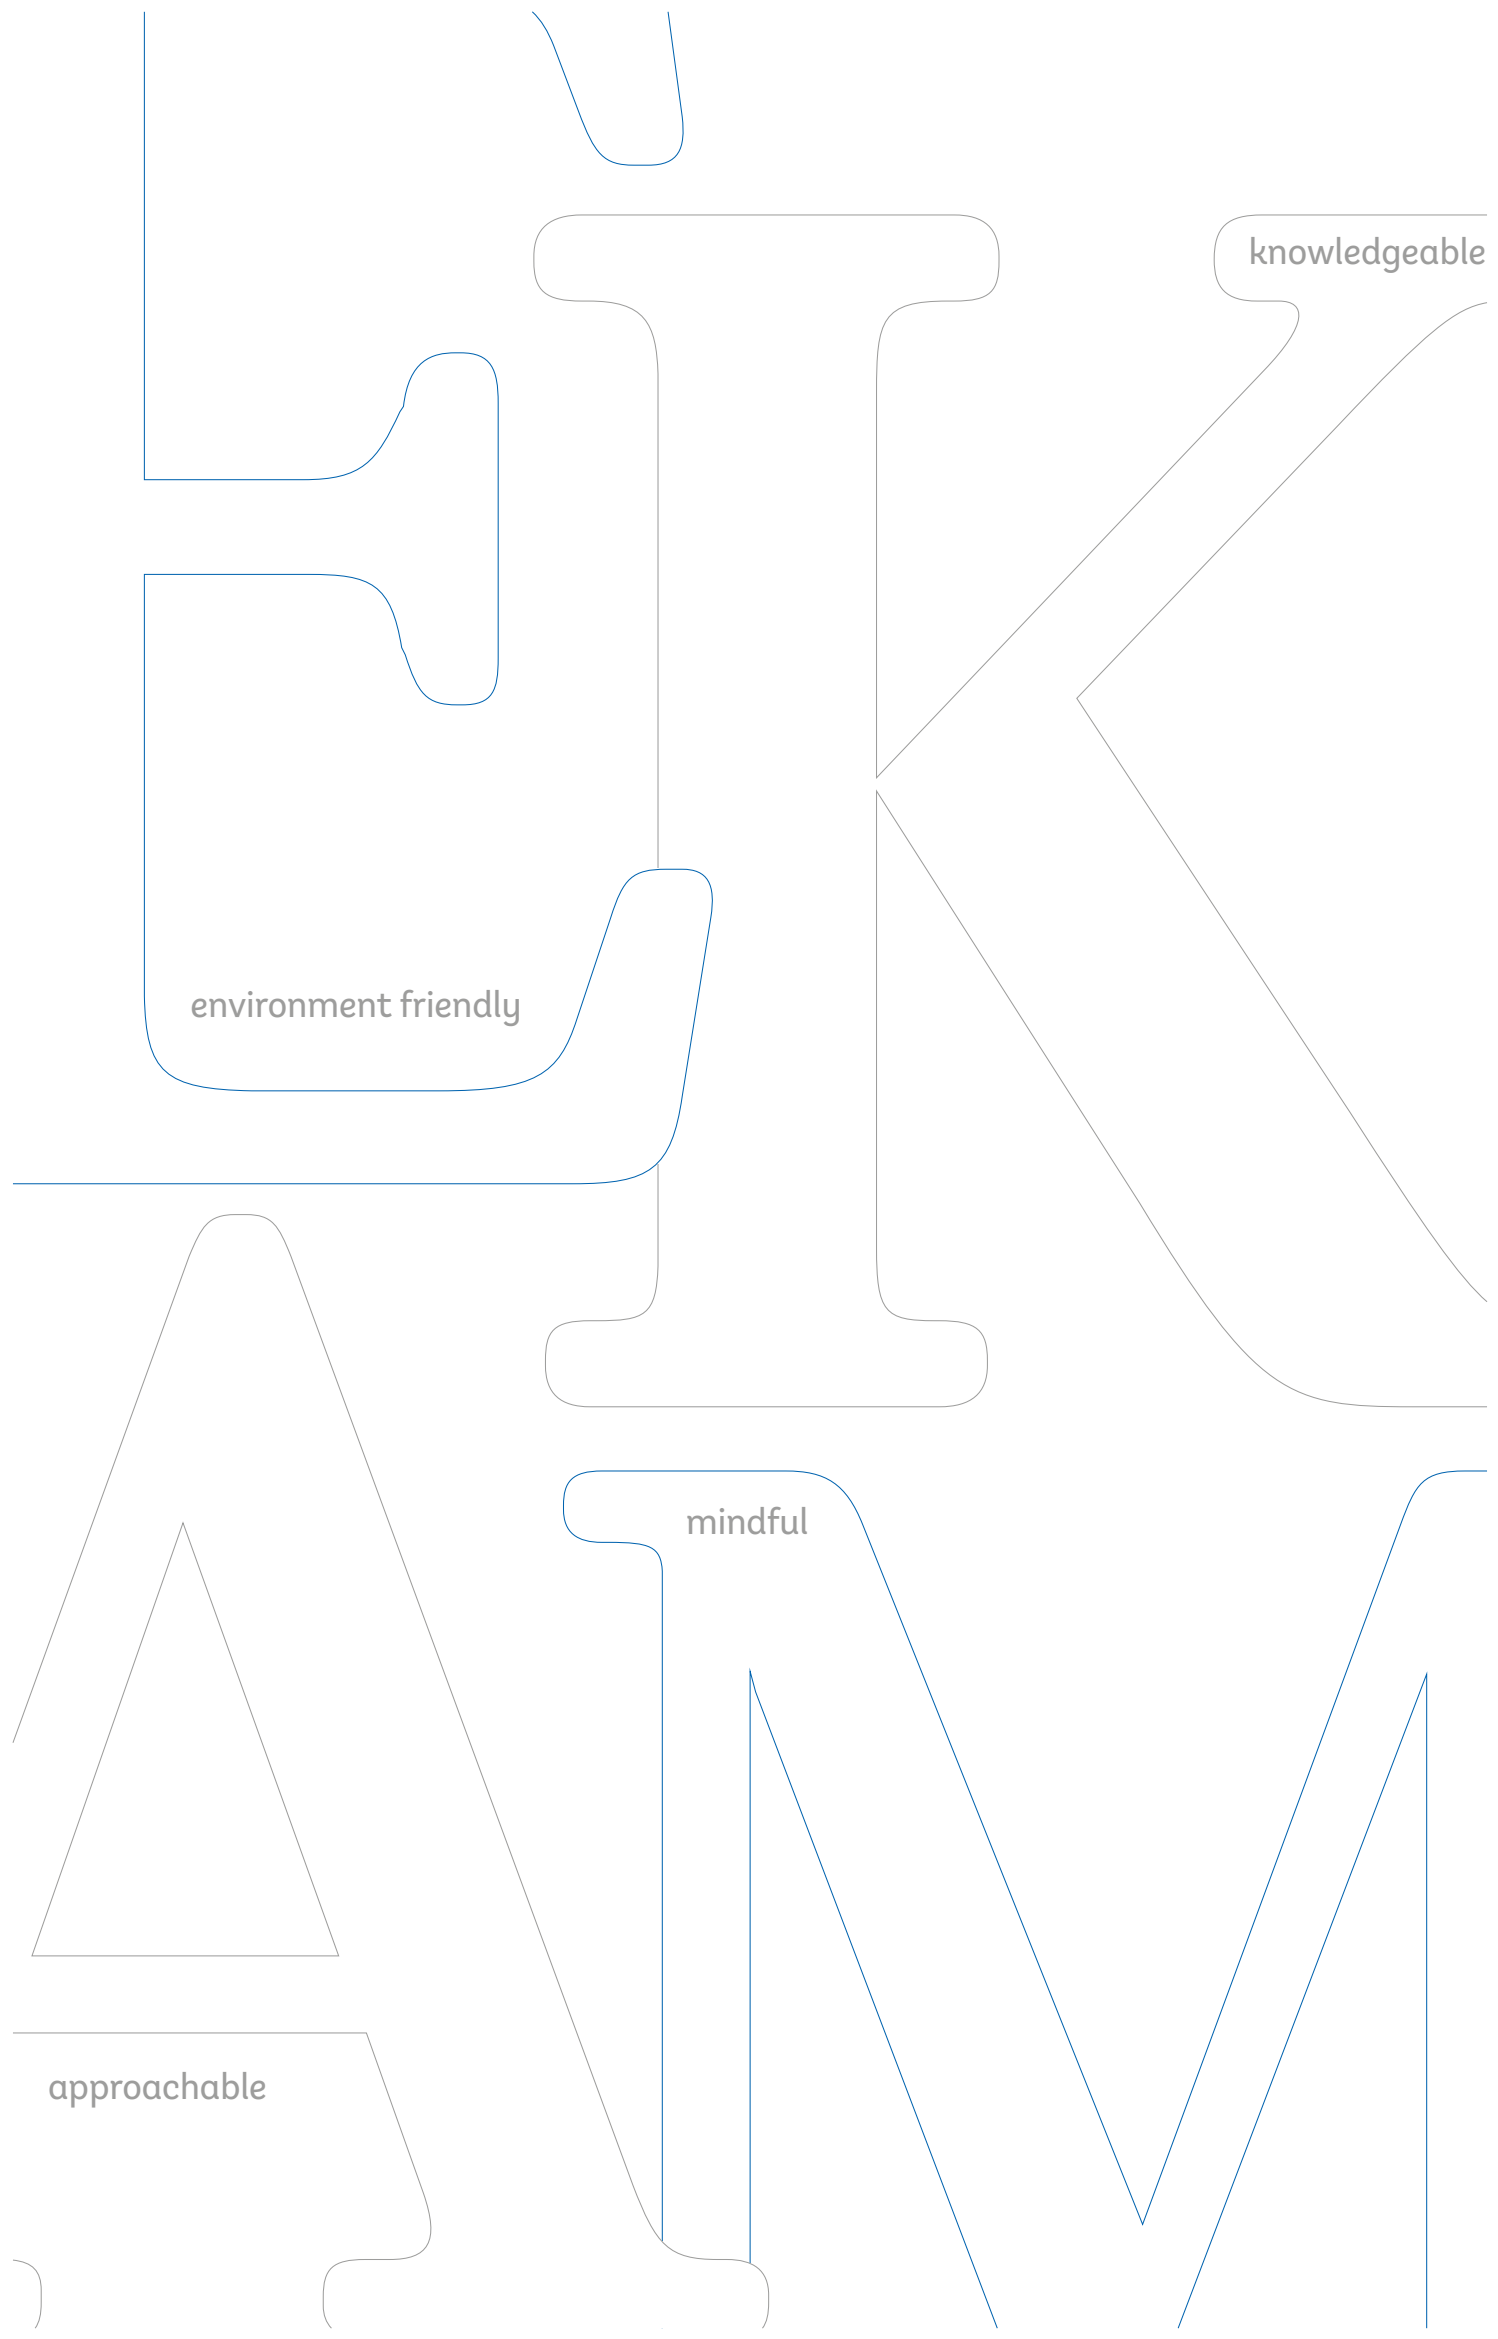 E
K
knowledgeable
environment friendly
A
M
mindful
approachable